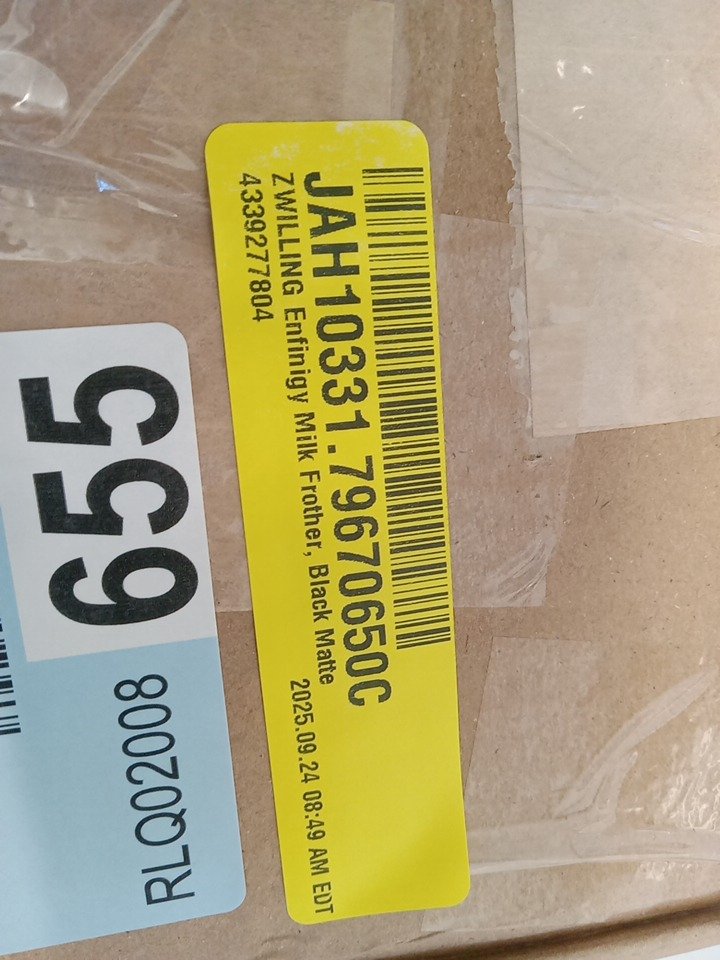 JAH10331.79670650C
ZWILLING Enfinigy Milk Frother, Black Matte 2025.09.24 08:49 AM EDT
4339277804
655
RLQ02008